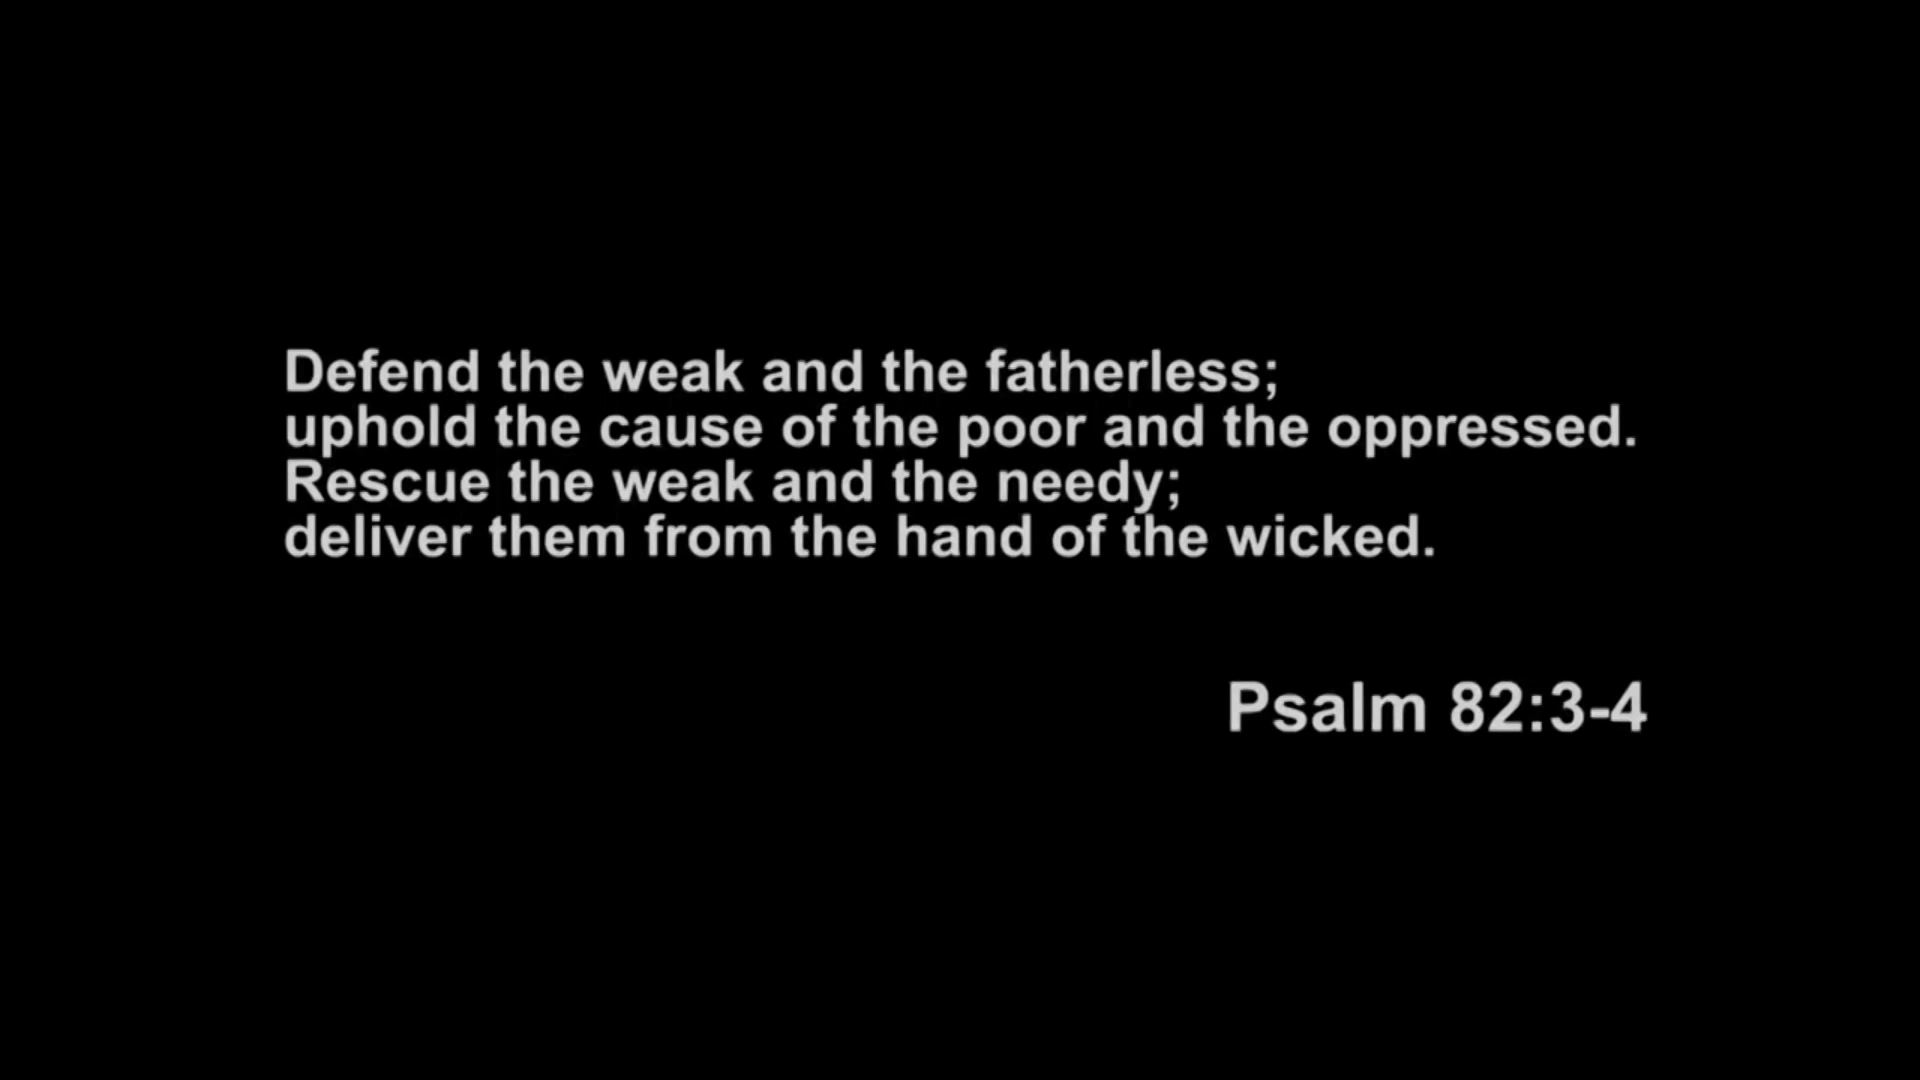 Defend the weak and the fatherless;
uphold the cause of the poor and the oppressed.
Rescue the weak and the needy;
deliver them from the hand of the wicked.
Psalm 82:3-4